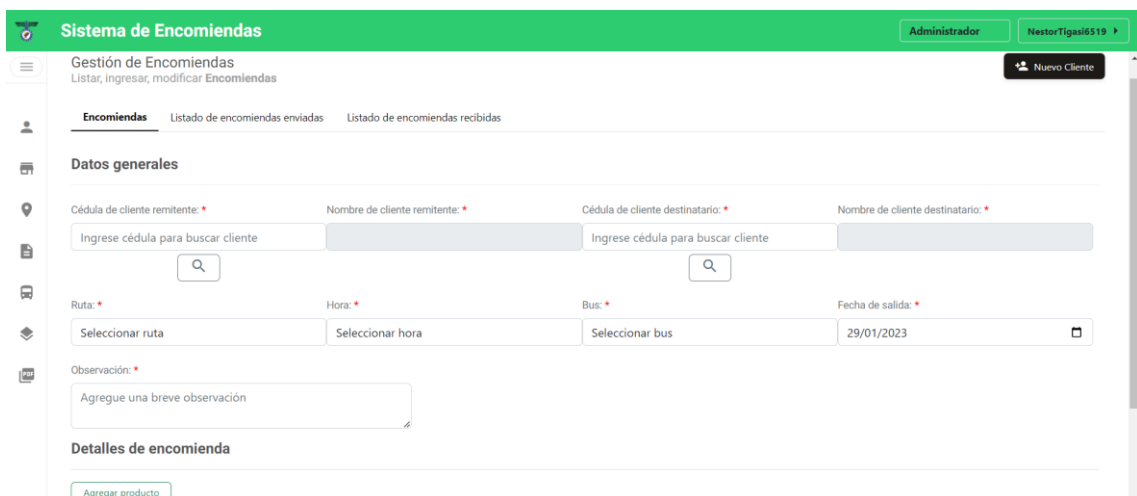 Sistema de Encomiendas
Administrador
NestorTigasi6519
Gestión de Encomiendas
Listar, ingresar, modificar Encomiendas
Nuevo Cliente
Encomiendas Listado de encomiendas enviadas Listado de encomiendas recibidas
Datos generales
Cédula de cliente remitente: * Nombre de cliente remitente: * Cédula de cliente destinatario: * Nombre de cliente destinatario: *
Ingrese cédula para buscar cliente Ingrese cédula para buscar cliente
Ruta: * Hora: * Bus: * Fecha de salida: *
Seleccionar ruta Seleccionar hora Seleccionar bus 29/01/2023
Observación: *
Agregue una breve observación
Detalles de encomienda
Agregar producto
PDF